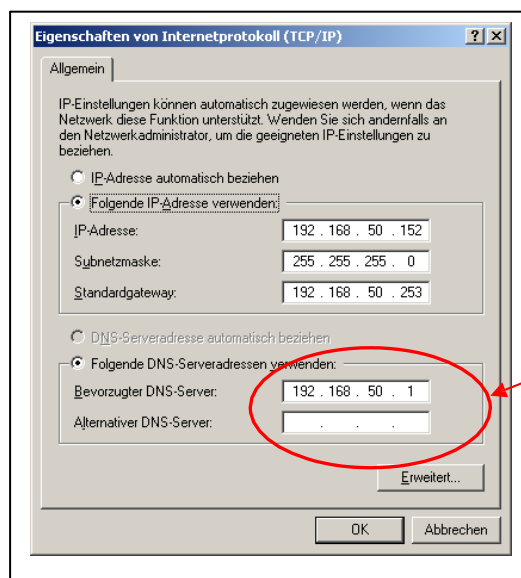 Eigenschaften von Internetprotokoll (TCP/IP)
Allgemein
IP-Einstellungen können automatisch zugewiesen werden, wenn das
Netzwerk diese Funktion unterstützt. Wenden Sie sich andernfalls an
den Netzwerkadministrator, um die geeigneten IP-Einstellungen zu
beziehen.
IP-Adresse automatisch beziehen
Folgende IP-Adresse verwenden:
IP-Adresse: 192 . 168 . 50 . 152
Subnetzmaske: 255 . 255 . 255 . 0
Standardgateway: 192 . 168 . 50 . 253
DNS-Serveradresse automatisch beziehen
Folgende DNS-Serveradressen verwenden:
Bevorzugter DNS-Server: 192 . 168 . 50 . 1
Alternativer DNS-Server: . . .
Erweitert...
OK Abbrechen